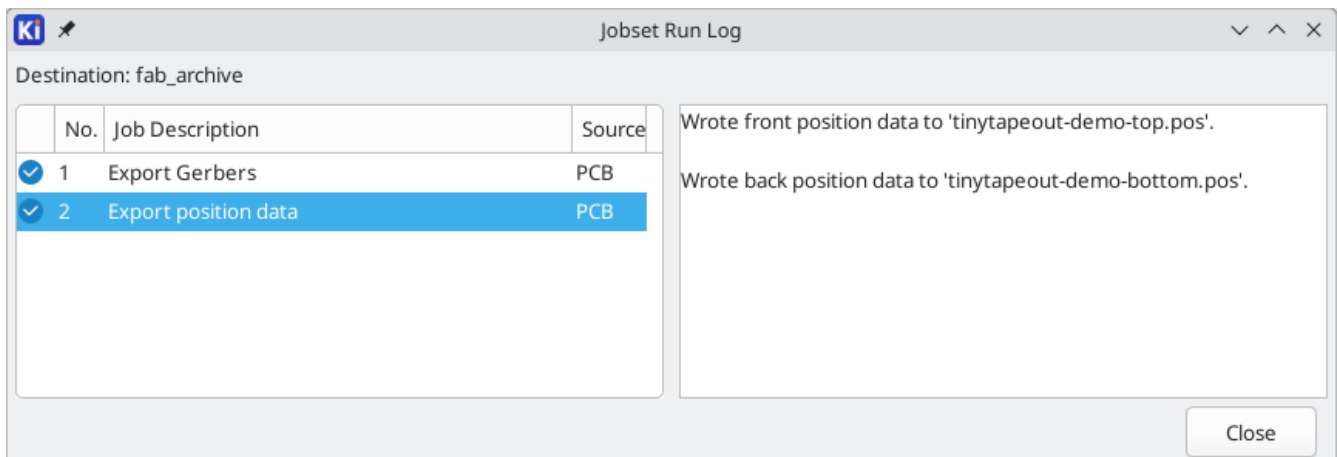 Ki
Jobset Run Log
Destination: fab_archive
No. Job Description Source
1 Export Gerbers PCB
2 Export position data PCB
Wrote front position data to 'tinytapeout-demo-top.pos'.
Wrote back position data to 'tinytapeout-demo-bottom.pos'.
Close